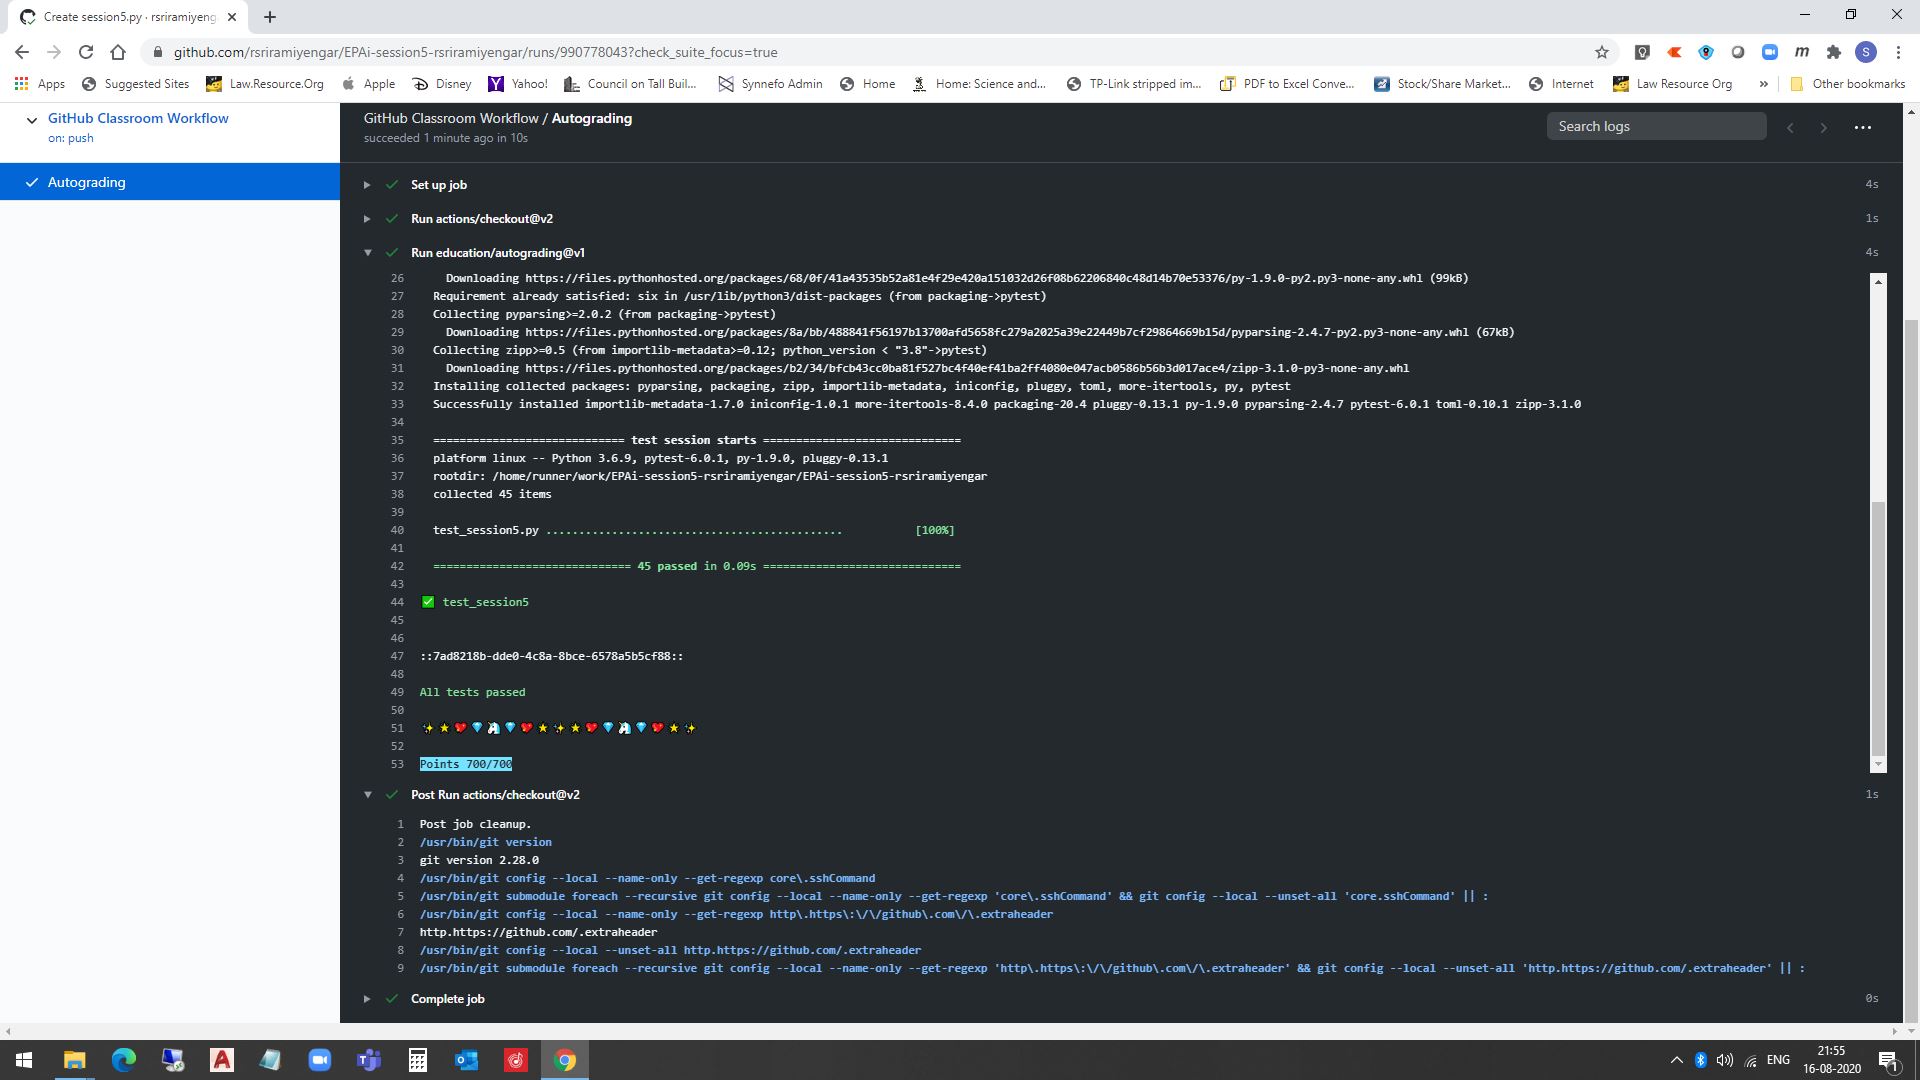 Create session5.py · rsriramiyeng
github.com/rsriramiyengar/EPAi-session5-rsriramiyengar/runs/990778043?check_suite_focus=true
m
S
Apps
Suggested Sites
Law.Resource.Org
Apple
Disney
Yahoo!
Council on Tall Buil...
Synnefo Admin
Home
Home: Science and...
TP-Link stripped im...
PDF to Excel Conve...
Stock/Share Market...
Internet
Law Resource Org
»
Other bookmarks
GitHub Classroom Workflow
on: push
Autograding
GitHub Classroom Workflow / Autograding
succeeded 1 minute ago in 10s
Search logs
Set up job 4s
Run actions/checkout@v2 1s
Run education/autograding@v1 4s
26 Downloading https://files.pythonhosted.org/packages/68/0f/41a43535b52a81e4f29e420a151032d26f08b62206840c48d14b70e53376/py-1.9.0-py2.py3-none-any.whl (99kB)
27 Requirement already satisfied: six in /usr/lib/python3/dist-packages (from packaging->pytest)
28 Collecting pyparsing>=2.0.2 (from packaging->pytest)
29 Downloading https://files.pythonhosted.org/packages/8a/bb/488841f56197b13700afd5658fc279a2025a39e22449b7cf29864669b15d/pyparsing-2.4.7-py2.py3-none-any.whl (67kB)
30 Collecting zipp>=0.5 (from importlib-metadata>=0.12; python_version < "3.8"->pytest)
31 Downloading https://files.pythonhosted.org/packages/b2/34/bfcb43cc0ba81f527bc4f40ef41ba2ff4080e047acb0586b56b3d017ace4/zipp-3.1.0-py3-none-any.whl
32 Installing collected packages: pyparsing, packaging, zipp, importlib-metadata, iniconfig, pluggy, toml, more-itertools, py, pytest
33 Successfully installed importlib-metadata-1.7.0 iniconfig-1.0.1 more-itertools-8.4.0 packaging-20.4 pluggy-0.13.1 py-1.9.0 pyparsing-2.4.7 pytest-6.0.1 toml-0.10.1 zipp-3.1.0
34
35 ============================= test session starts ==============================
36 platform linux -- Python 3.6.9, pytest-6.0.1, py-1.9.0, pluggy-0.13.1
37 rootdir: /home/runner/work/EPAi-session5-rsriramiyengar/EPAi-session5-rsriramiyengar
38 collected 45 items
39
40 test_session5.py ............................................. [100%]
41
42 ============================== 45 passed in 0.09s ==============================
43
44 ✅ test_session5
45
46
47 ::7ad8218b-dde0-4c8a-8bce-6578a5b5cf88::
48
49 All tests passed
50
51 ✨⭐💖💎🦄💎💖⭐✨⭐💖💎🦄💎💖⭐✨
52
53 Points 700/700
Post Run actions/checkout@v2 1s
1 Post job cleanup.
2 /usr/bin/git version
3 git version 2.28.0
4 /usr/bin/git config --local --name-only --get-regexp core\.sshCommand
5 /usr/bin/git submodule foreach --recursive git config --local --name-only --get-regexp 'core\.sshCommand' && git config --local --unset-all 'core.sshCommand' || :
6 /usr/bin/git config --local --name-only --get-regexp http\.https\:\/\/github\.com\/\.extraheader
7 http.https://github.com/.extraheader
8 /usr/bin/git config --local --unset-all http.https://github.com/.extraheader
9 /usr/bin/git submodule foreach --recursive git config --local --name-only --get-regexp 'http\.https\:\/\/github\.com\/\.extraheader' && git config --local --unset-all 'http.https://github.com/.extraheader' || :
Complete job 0s
ENG
21:55
16-08-2020
1